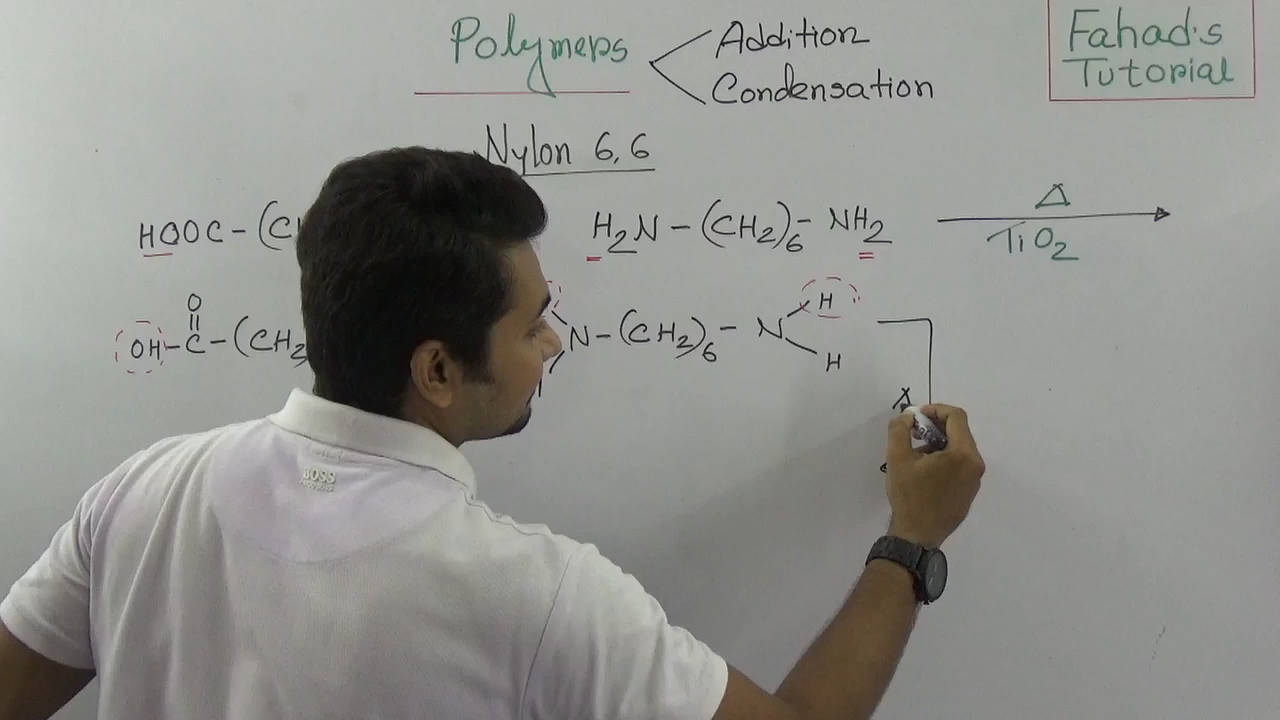 Polymers
Addition
Condensation
Fahad's
Tutorial
Nylon 6,6
HOOC - (C
H2N - (CH2)6 - NH2
Δ
TiO2
O
OH - C - (CH2
N - (CH2)6 - N
H
H
Δ
BOSS